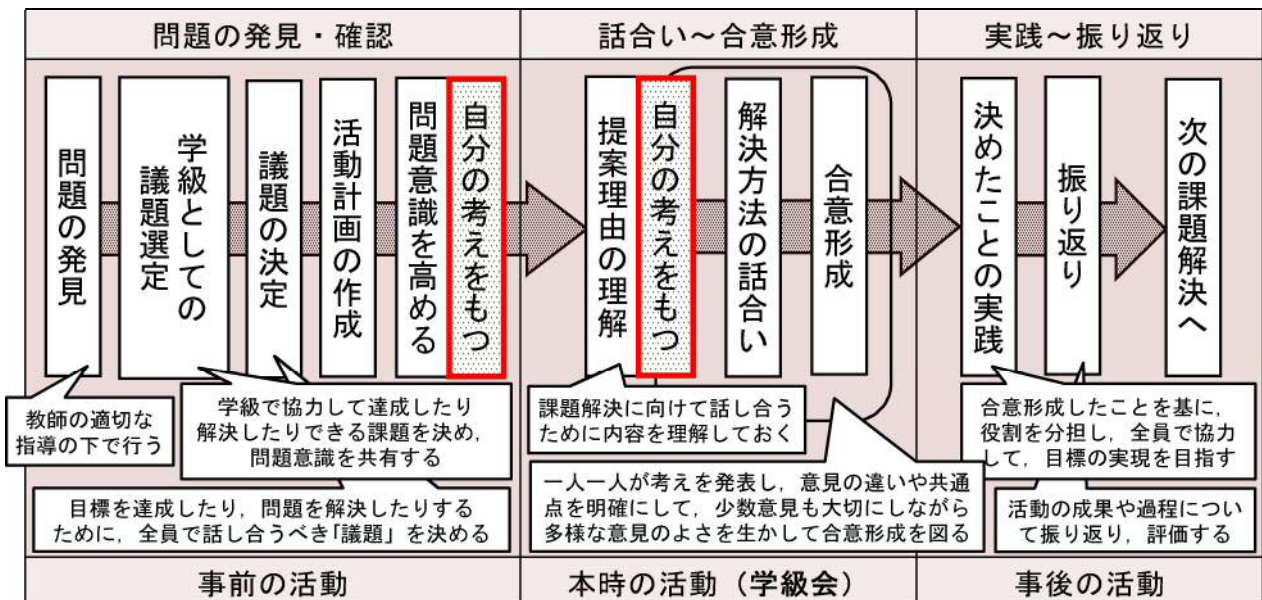 問題の発見・確認
話合い～合意形成
実践～振り返り
問題の発見
学級としての
議題選定
議題の決定
活動計画の作成
問題意識を高める
自分の考えをもつ
提案理由の理解
自分の考えをもつ
解決方法の話合い
合意形成
決めたことの実践
振り返り
次の課題解決へ
教師の適切な
指導の下で行う
学級で協力して達成したり
解決したりできる課題を決め，
問題意識を共有する
目標を達成したり，問題を解決したりする
ために，全員で話し合うべき「議題」を決める
課題解決に向けて話し合う
ために内容を理解しておく
一人一人が考えを発表し，意見の違いや共通
点を明確にして，少数意見も大切にしながら
多様な意見のよさを生かして合意形成を図る
合意形成したことを基に，
役割を分担し，全員で協力
して，目標の実現を目指す
活動の成果や過程につい
て振り返り，評価する
事前の活動
本時の活動（学級会）
事後の活動